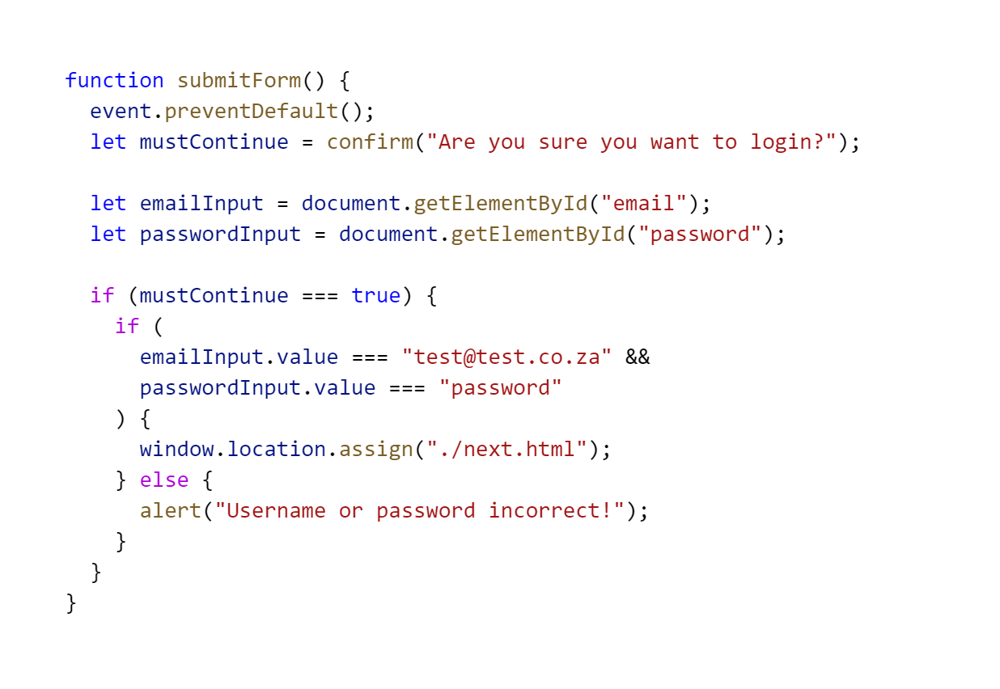 function submitForm() {
  event.preventDefault();
  let mustContinue = confirm("Are you sure you want to login?");

  let emailInput = document.getElementById("email");
  let passwordInput = document.getElementById("password");

  if (mustContinue === true) {
    if (
      emailInput.value === "test@test.co.za" &&
      passwordInput.value === "password"
    ) {
      window.location.assign("./next.html");
    } else {
      alert("Username or password incorrect!");
    }
  }
}